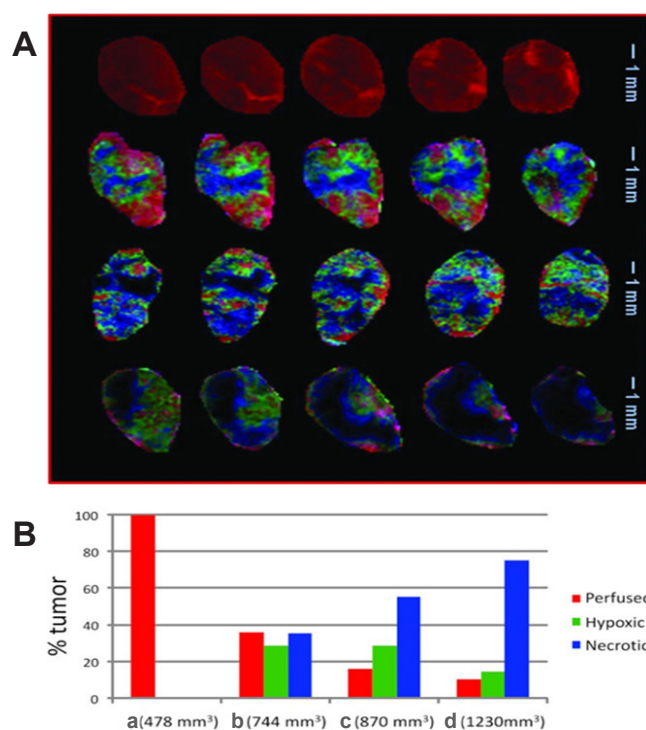 A
1 mm
1 mm
1 mm
1 mm
B
% tumor
100
80
60
40
20
0
a(478 mm³) b(744 mm³) c(870 mm³) d(1230mm³)
Perfused
Hypoxic
Necrotic